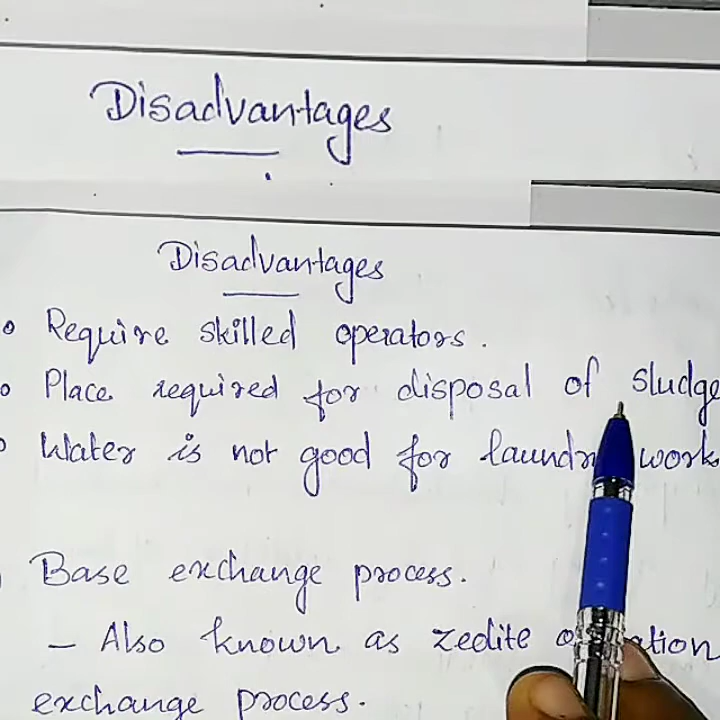 Disadvantages
Disadvantages
Require skilled operators.
Place required for disposal of sludge
Water is not good for work
Base exchange process.
- Also known as zeolite
exchange process.